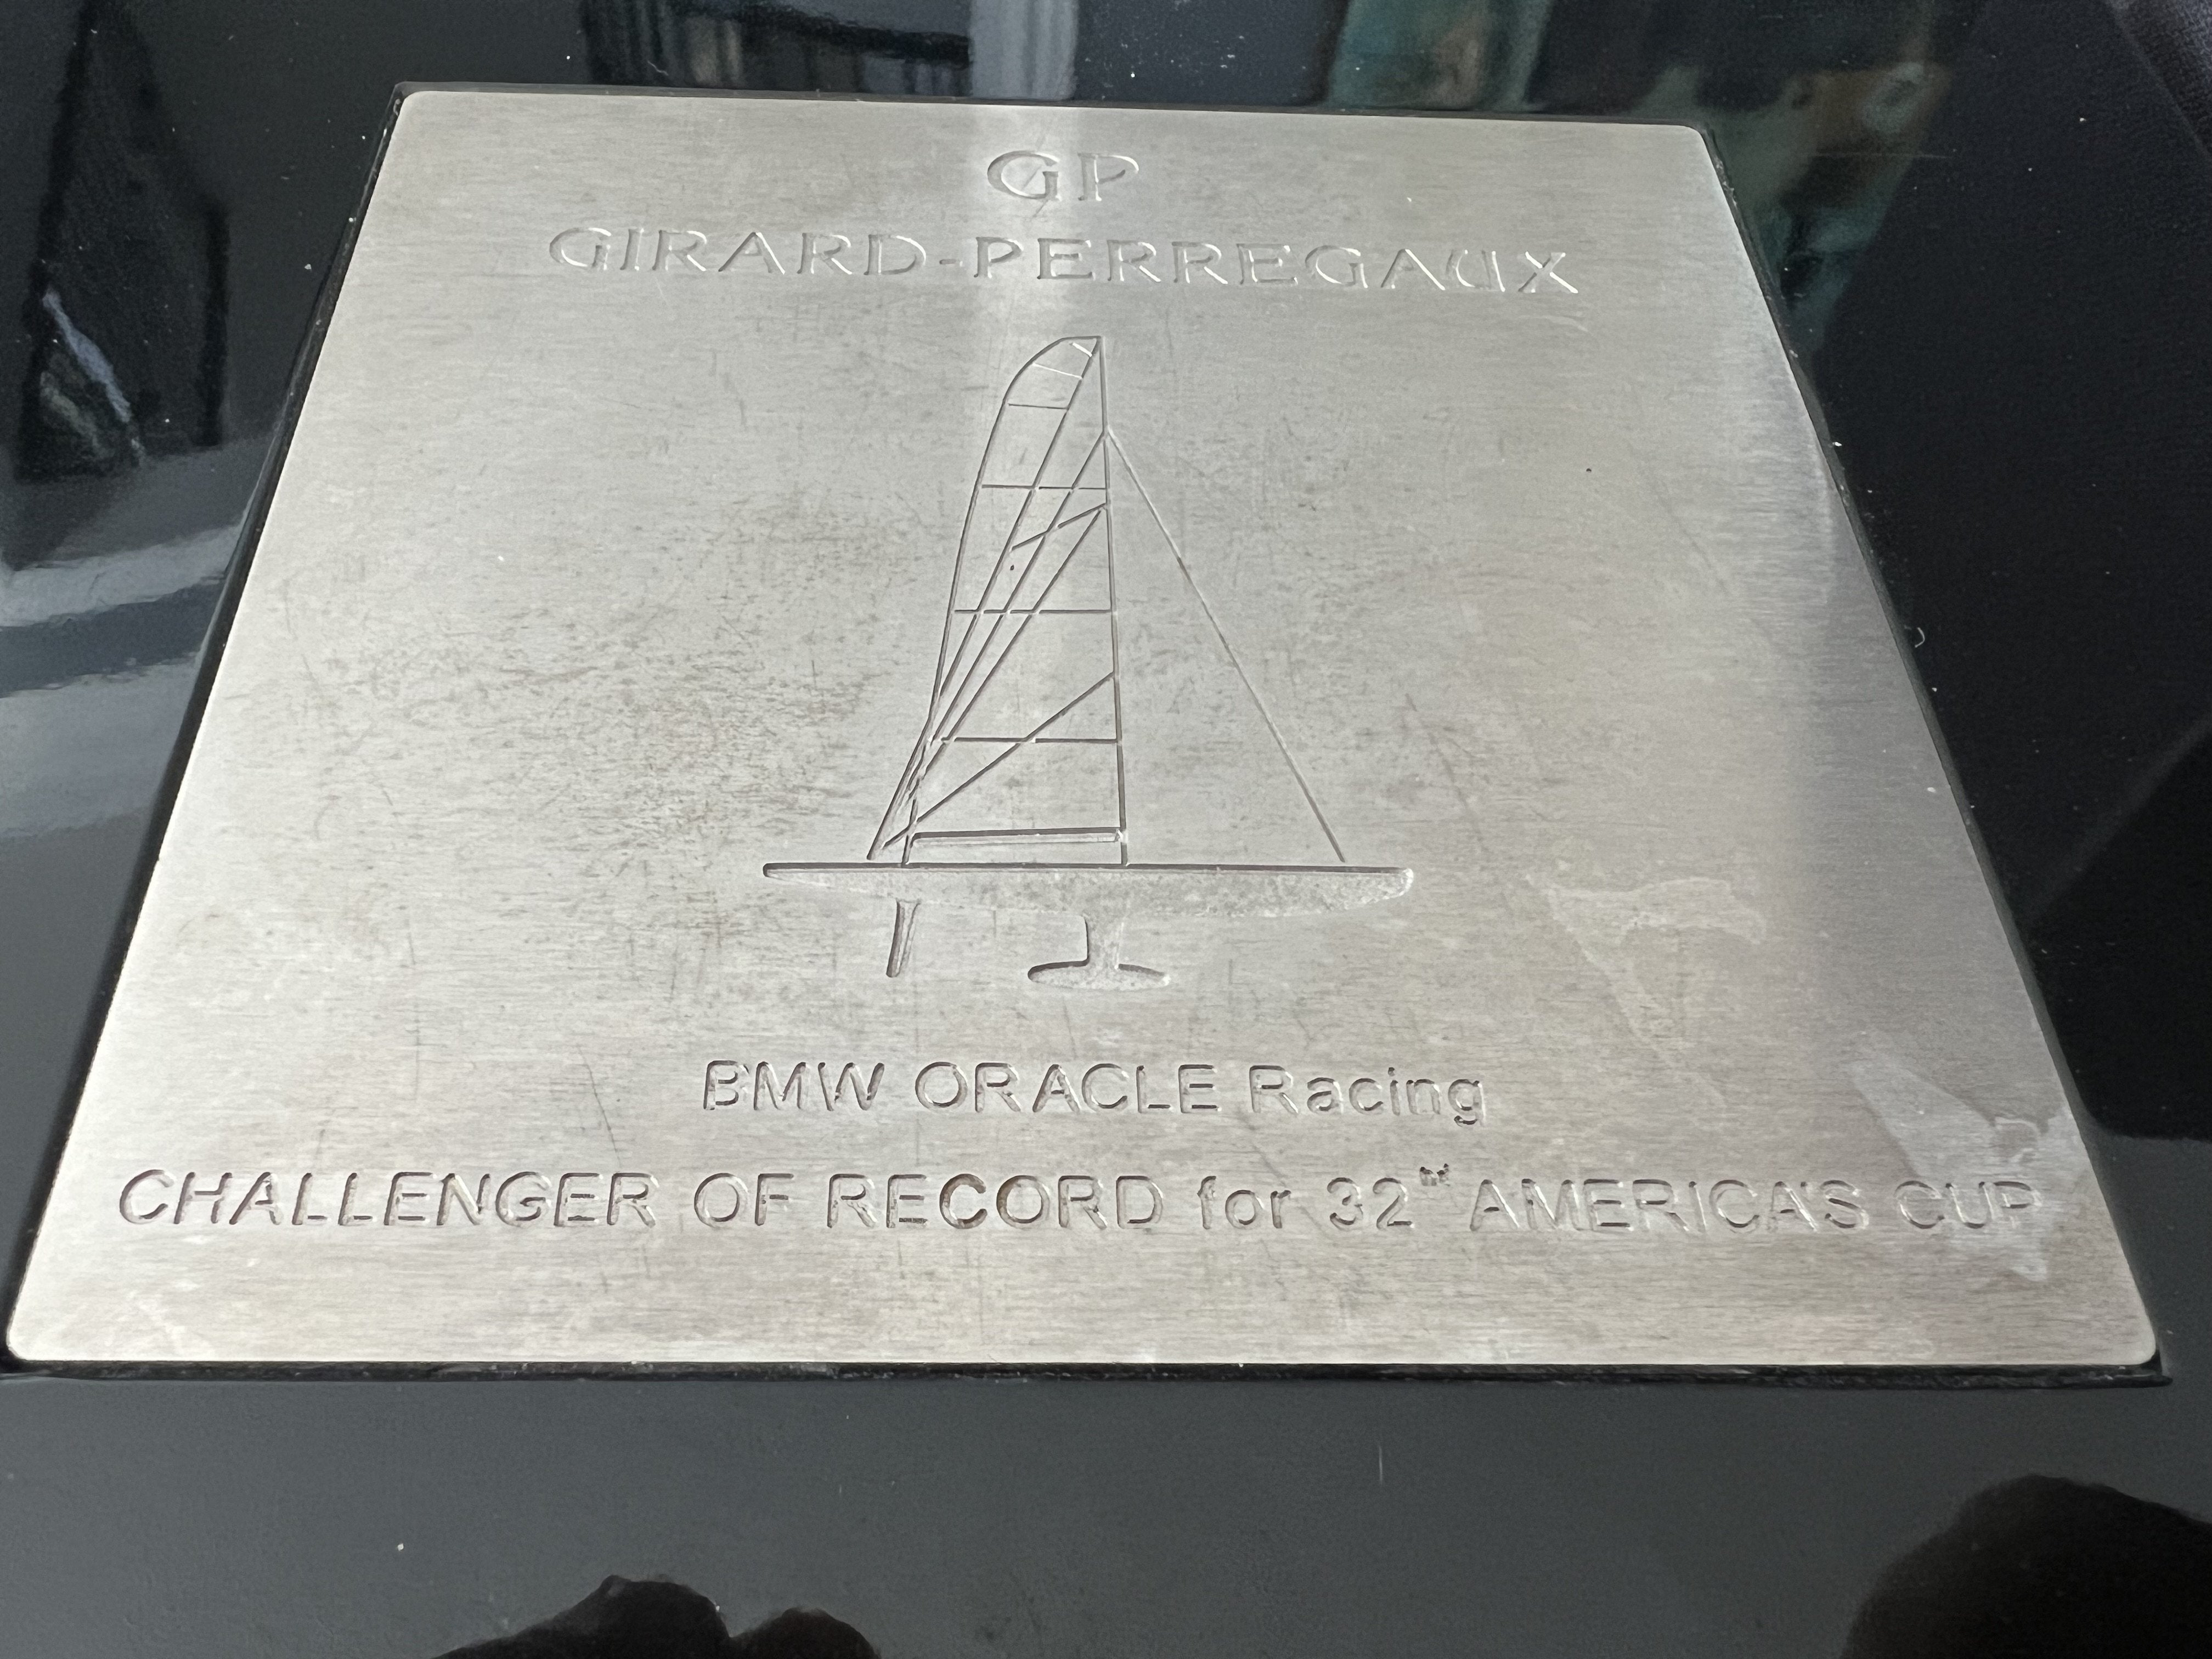 GP
GIRARD-PERREGAUX
BMW ORACLE Racing
CHALLENGER OF RECORD for 32nd AMERICA'S CUP